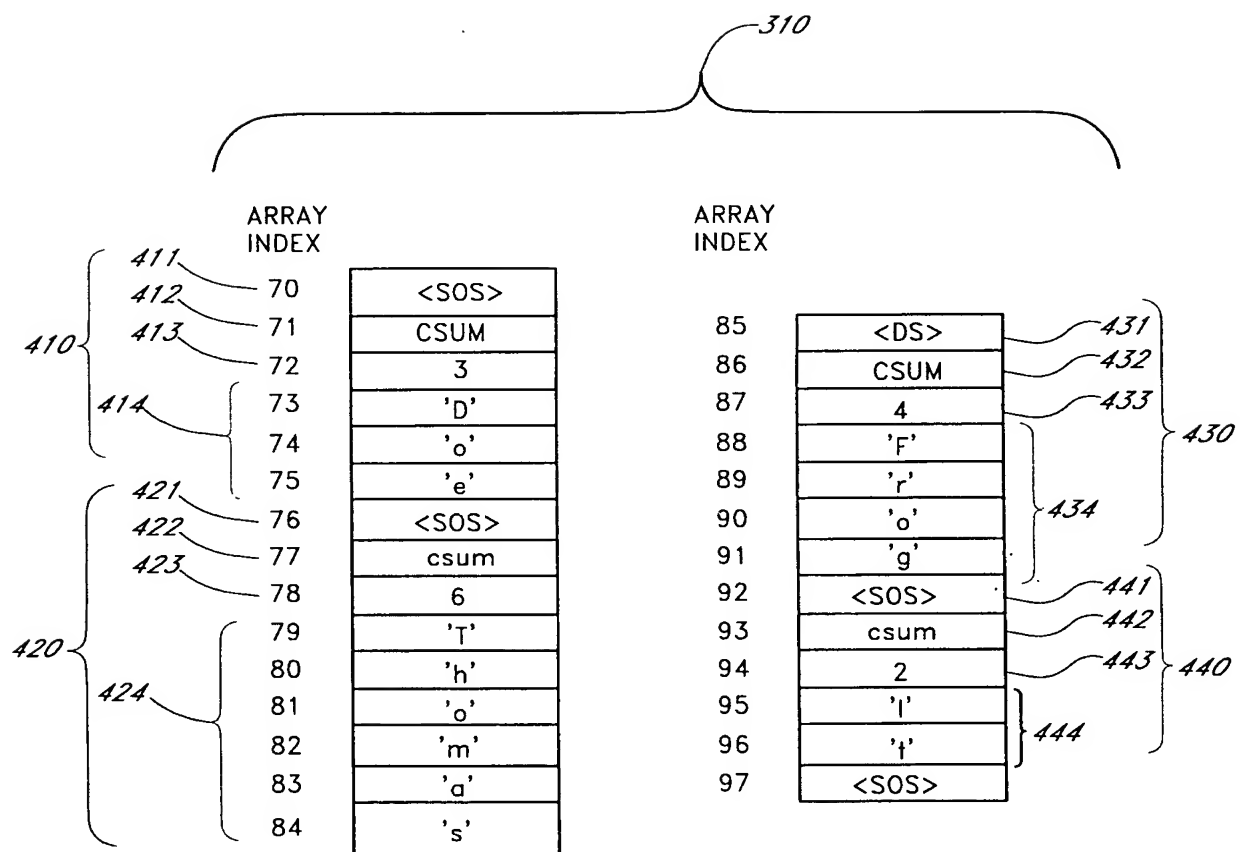 310
ARRAY INDEX
ARRAY INDEX
411 70 <SOS>
412 71 CSUM
410 413 72 3
414 73 'D'
74 'o'
75 'e'
421 76 <SOS>
422 77 csum
423 78 6
420 79 'T'
424 80 'h'
81 'o'
82 'm'
83 'a'
84 's'
85 <DS> 431
86 CSUM 432
87 4 433
88 'F' 430
89 'r'
90 'o' 434
91 'g'
92 <SOS> 441
93 csum 442
94 2 443 440
95 'l' 444
96 't'
97 <SOS>